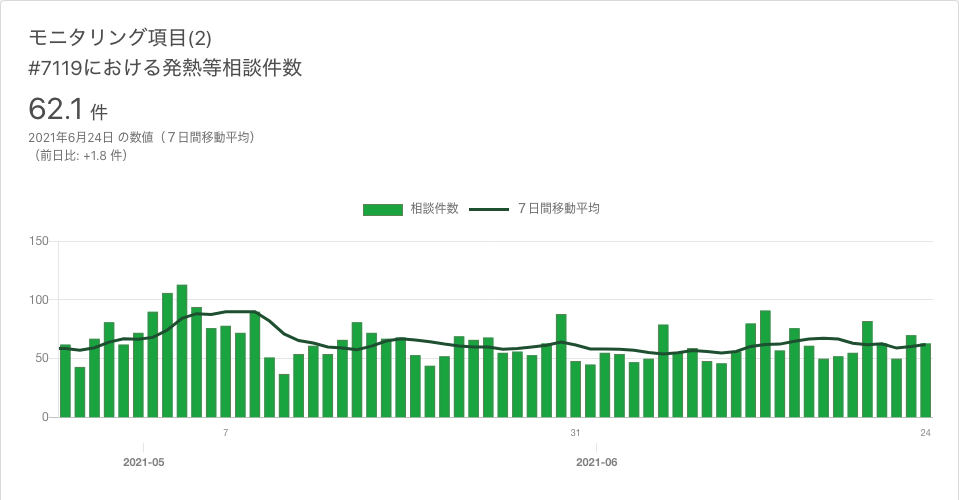 モニタリング項目(2)
#7119における発熱等相談件数
62.1 件
2021年6月24日 の数値（７日間移動平均）
（前日比: +1.8 件）
相談件数 ７日間移動平均
150
100
50
0
7 31 24
2021-05 2021-06